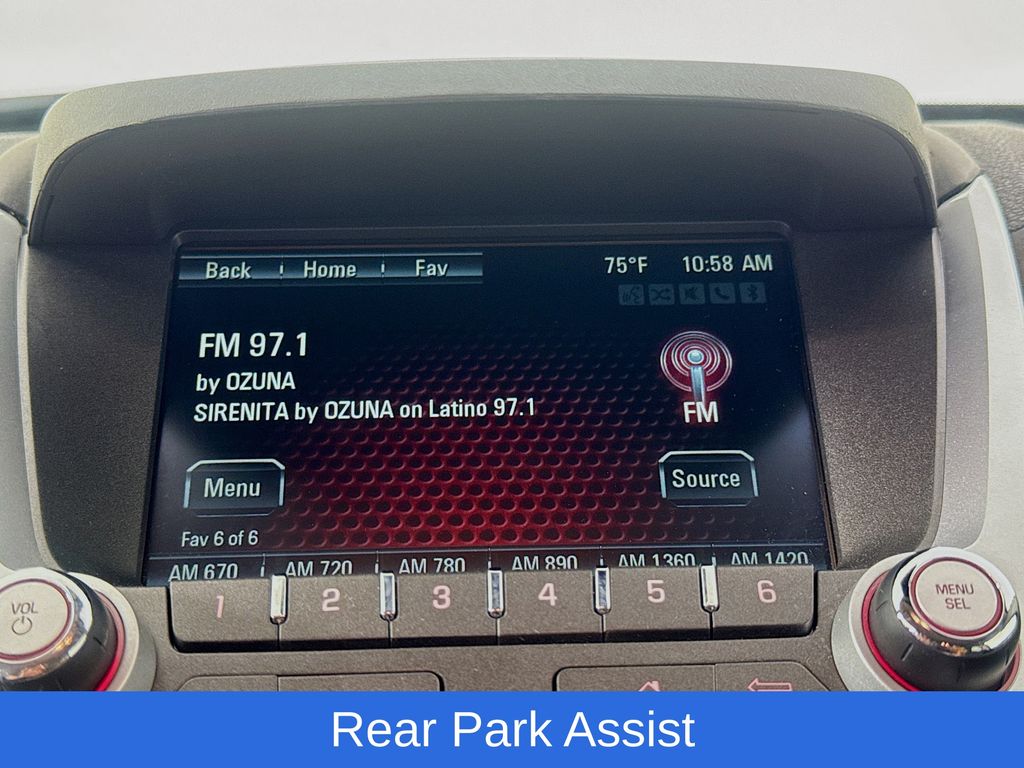 Back Home Fav 75°F 10:58 AM
FM 97.1
by OZUNA
SIRENITA by OZUNA on Latino 97.1
FM
Menu Source
Fav 6 of 6
AM 670 AM 720 AM 780 AM 890 AM 1360 AM 1420
1 2 3 4 5 6
VOL
MENU
SEL
Rear Park Assist